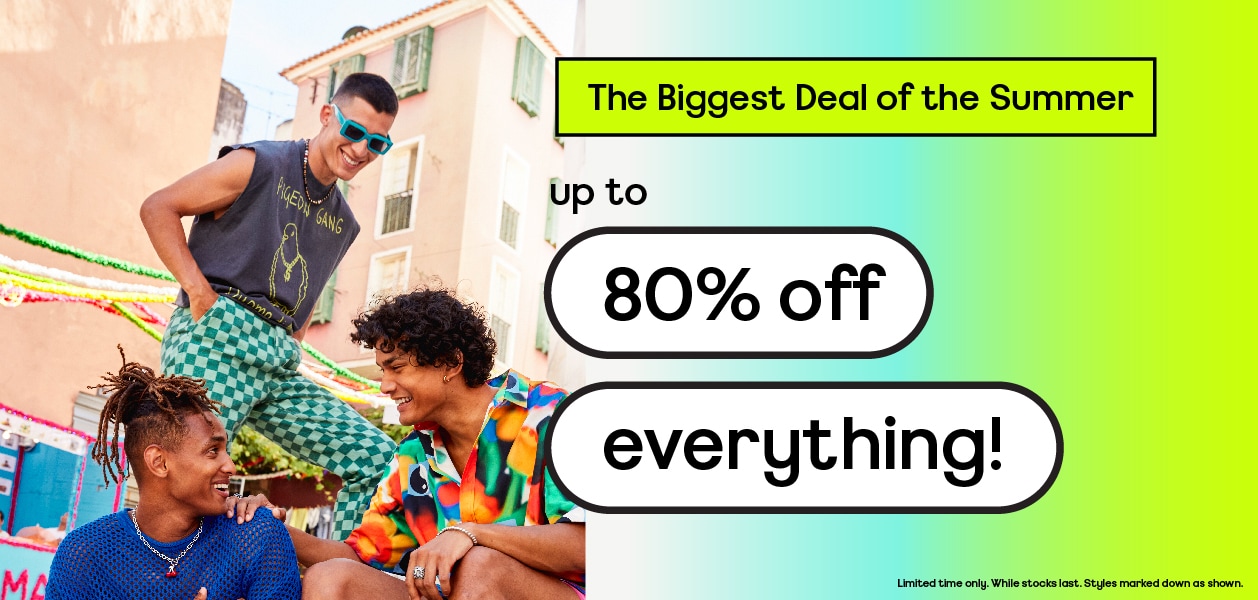 The Biggest Deal of the Summer
up to
80% off
everything!
PIGEON GANG
MA
Limited time only. While stocks last. Styles marked down as shown.